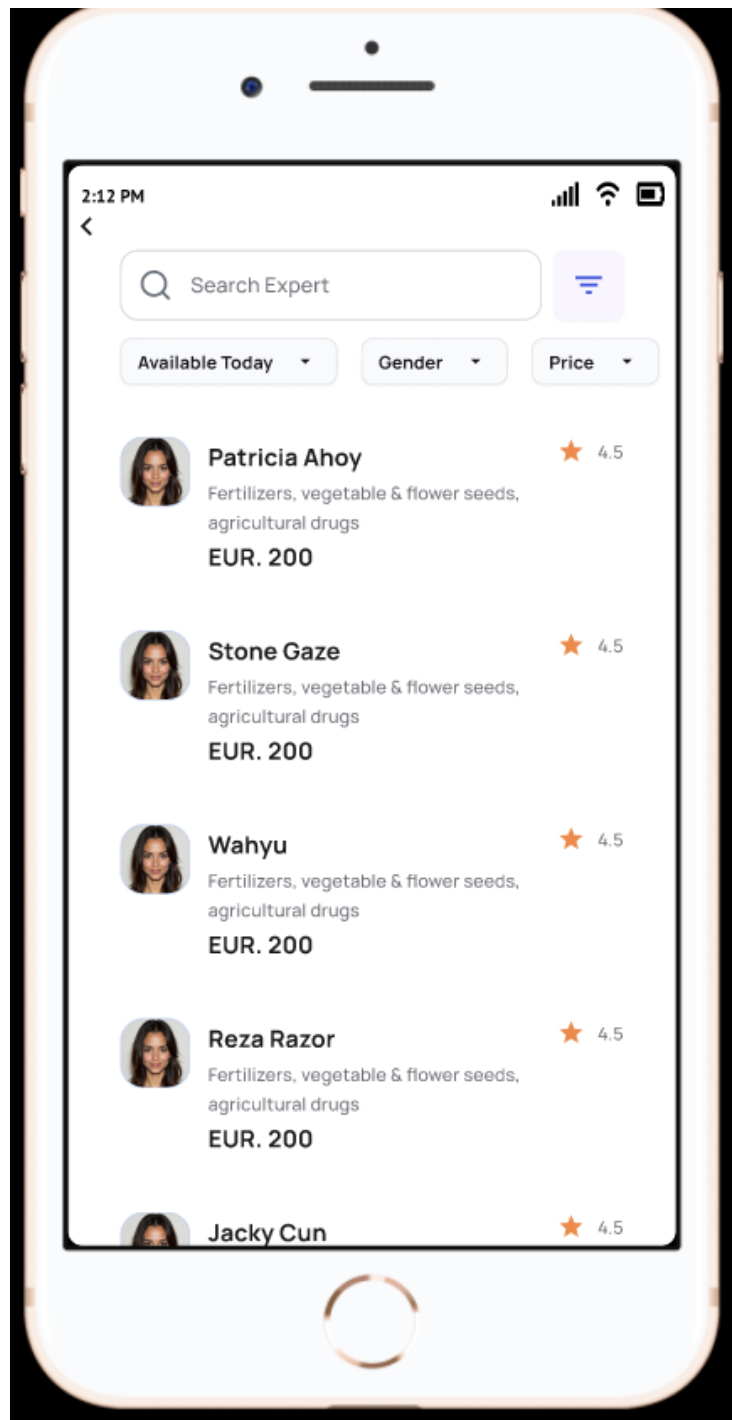 2:12 PM
Search Expert
Available Today Gender Price
Patricia Ahoy 4.5
Fertilizers, vegetable & flower seeds,
agricultural drugs
EUR. 200
Stone Gaze 4.5
Fertilizers, vegetable & flower seeds,
agricultural drugs
EUR. 200
Wahyu 4.5
Fertilizers, vegetable & flower seeds,
agricultural drugs
EUR. 200
Reza Razor 4.5
Fertilizers, vegetable & flower seeds,
agricultural drugs
EUR. 200
Jacky Cun 4.5